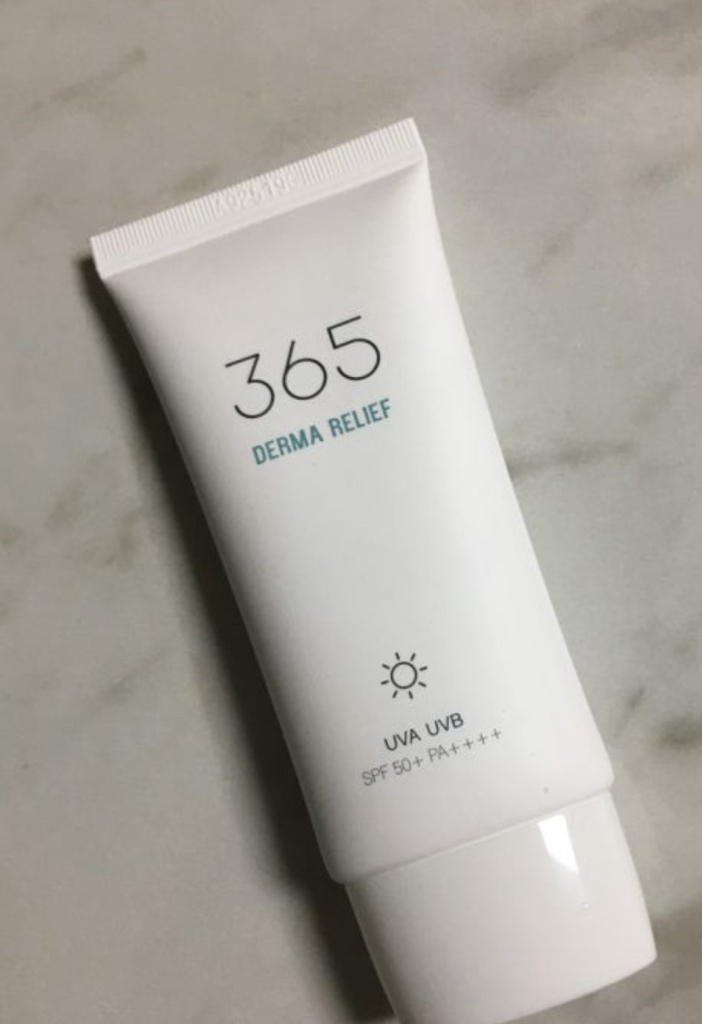 365
DERMA RELIEF
UVA UVB
SPF 50+ PA++++